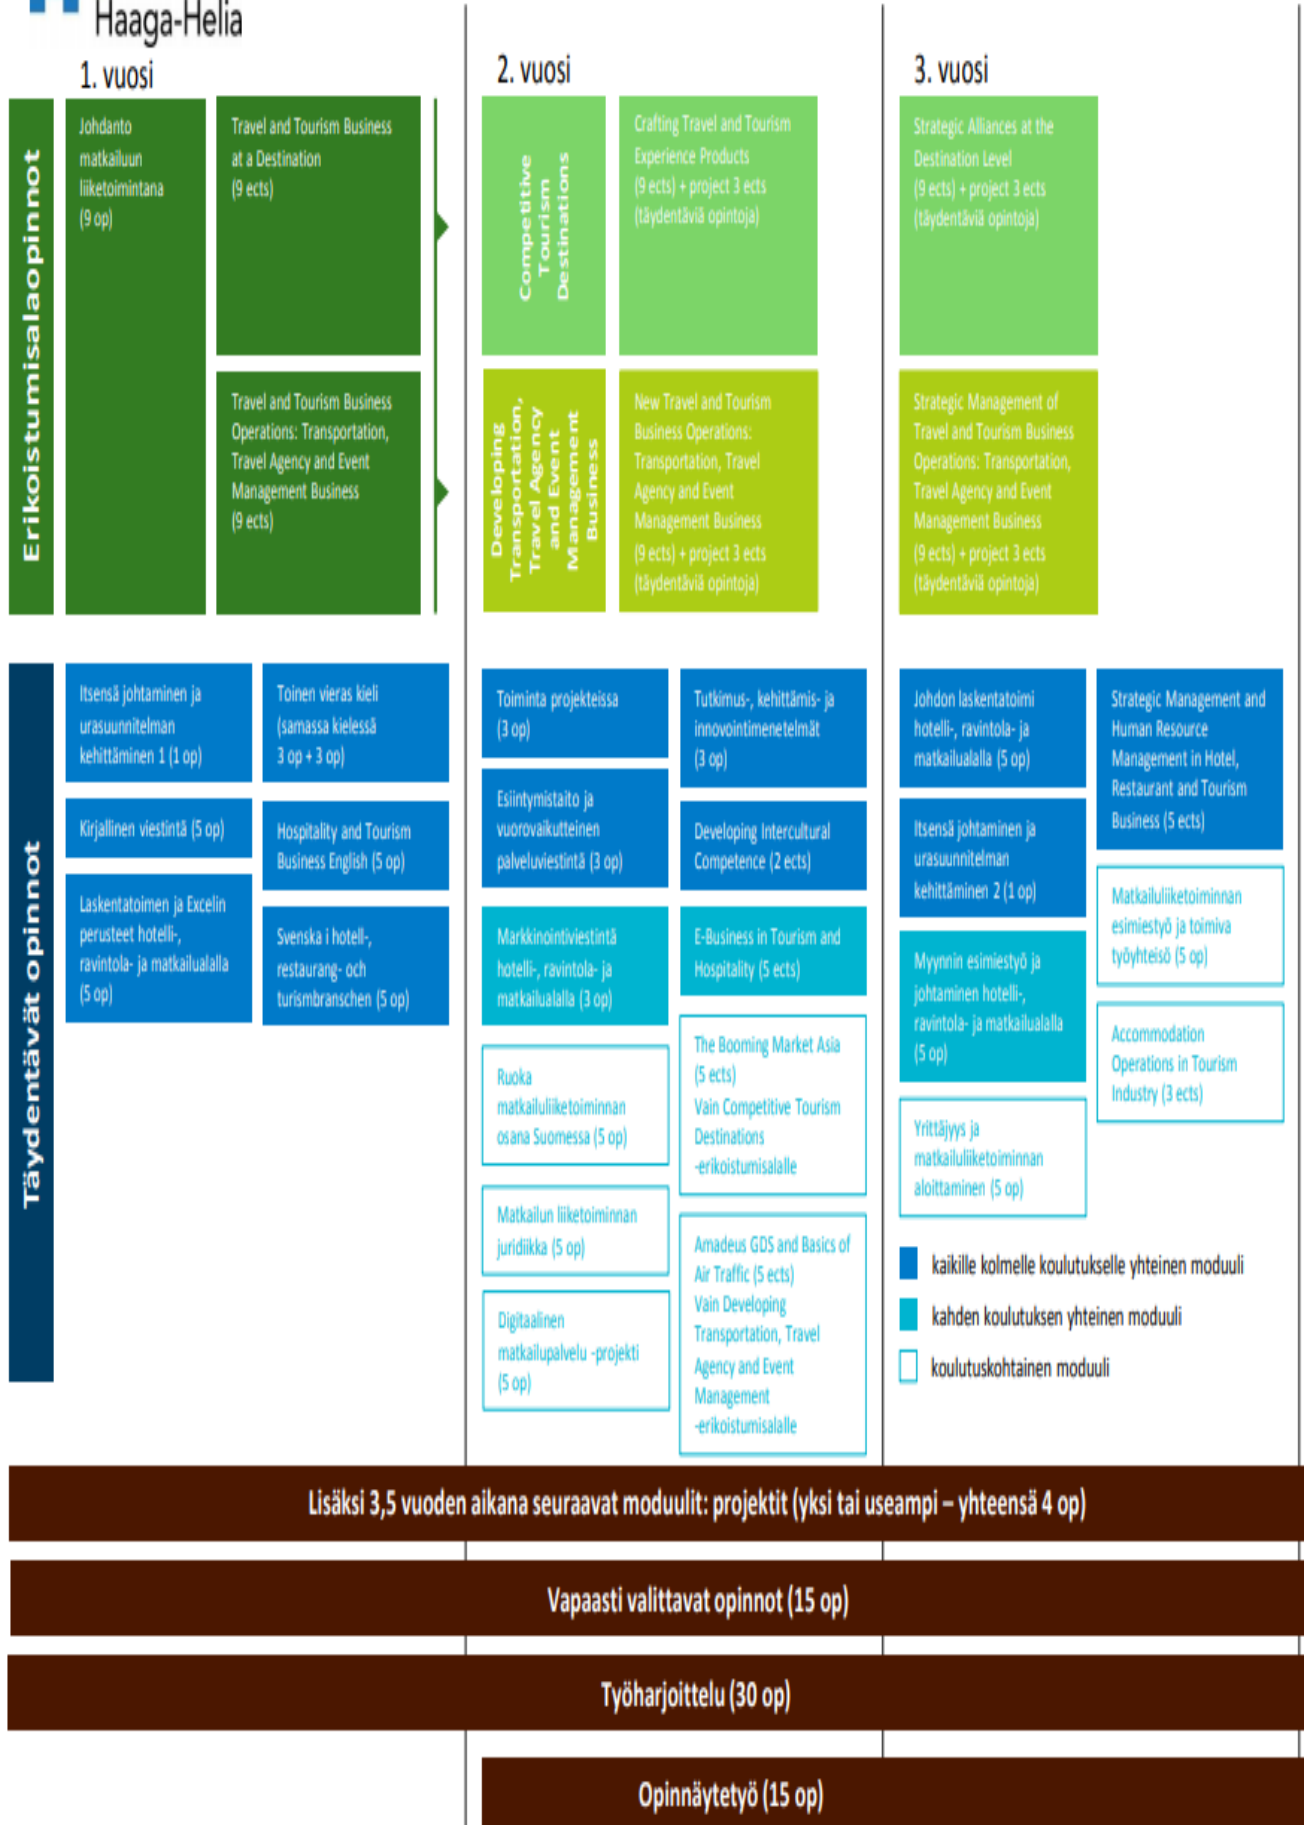 Haaga-Helia
1. vuosi
2. vuosi
3. vuosi
Erikoistumisalaopinnot
Johdanto
matkailuun
liiketoimintana
(9 op)
Travel and Tourism Business
at a Destination
(9 ects)
Travel and Tourism Business
Operations: Transportation,
Travel Agency and Event
Management Business
(9 ects)
Competitive
Tourism
Destinations
Crafting Travel and Tourism
Experience Products
(9 ects) + project 3 ects
(täydentäviä opintoja)
Developing
Transportation,
Travel Agency
and Event
Management
Business
New Travel and Tourism
Business Operations:
Transportation, Travel
Agency and Event
Management Business
(9 ects) + project 3 ects
(täydentäviä opintoja)
Strategic Alliances at the
Destination Level
(9 ects) + project 3 ects
(täydentäviä opintoja)
Strategic Management of
Travel and Tourism Business
Operations: Transportation,
Travel Agency and Event
Management Business
(9 ects) + project 3 ects
(täydentäviä opintoja)
Täydentävät opinnot
Itsensä johtaminen ja
urasuunnitelman
kehittäminen 1 (1 op)
Kirjallinen viestintä (5 op)
Laskentatoimen ja Excelin
perusteet hotelli-,
ravintola- ja matkailualalla
(5 op)
Toinen vieras kieli
(samassa kielessä
3 op + 3 op)
Hospitality and Tourism
Business English (5 op)
Svenska i hotell-,
restaurang- och
turismbranschen (5 op)
Toiminta projekteissa
(3 op)
Esiintymistaito ja
vuorovaikutteinen
palveluviestintä (3 op)
Markkinointiviestintä
hotelli-, ravintola- ja
matkailualalla (3 op)
Ruoka
matkailuliiketoiminnan
osana Suomessa (5 op)
Matkailun liiketoiminnan
juridiikka (5 op)
Digitaalinen
matkailupalvelu -projekti
(5 op)
Tutkimus-, kehittämis- ja
innovointimenetelmät
(3 op)
Developing Intercultural
Competence (2 ects)
E-Business in Tourism and
Hospitality (5 ects)
The Booming Market Asia
(5 ects)
Vain Competitive Tourism
Destinations
-erikoistumisalalle
Amadeus GDS and Basics of
Air Traffic (5 ects)
Vain Developing
Transportation, Travel
Agency and Event
Management
-erikoistumisalalle
Johdon laskentatoimi
hotelli-, ravintola- ja
matkailualalla (5 op)
Itsensä johtaminen ja
urasuunnitelman
kehittäminen 2 (1 op)
Myynnin esimiestyö ja
johtaminen hotelli-,
ravintola- ja matkailualalla
(5 op)
Yrittäjyys ja
matkailuliiketoiminnan
aloittaminen (5 op)
Strategic Management and
Human Resource
Management in Hotel,
Restaurant and Tourism
Business (5 ects)
Matkailuliiketoiminnan
esimiestyö ja toimiva
työyhteisö (5 op)
Accommodation
Operations in Tourism
Industry (3 ects)
kaikille kolmelle koulutukselle yhteinen moduuli
kahden koulutuksen yhteinen moduuli
koulutuskohtainen moduuli
Lisäksi 3,5 vuoden aikana seuraavat moduulit: projektit (yksi tai useampi – yhteensä 4 op)
Vapaasti valittavat opinnot (15 op)
Työharjoittelu (30 op)
Opinnäytetyö (15 op)